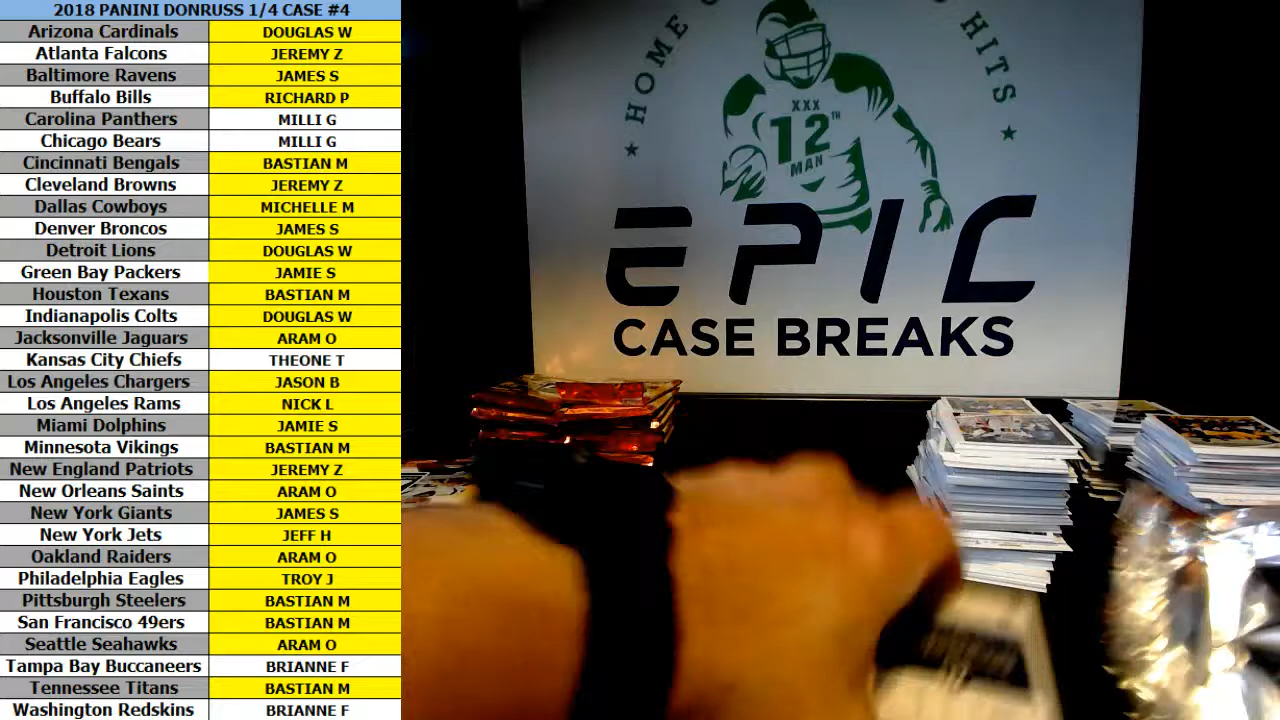 2018 PANINI DONRUSS 1/4 CASE #4
Arizona Cardinals DOUGLAS W
Atlanta Falcons JEREMY Z
Baltimore Ravens JAMES S
Buffalo Bills RICHARD P
Carolina Panthers MILLI G
Chicago Bears MILLI G
Cincinnati Bengals BASTIAN M
Cleveland Browns JEREMY Z
Dallas Cowboys MICHELLE M
Denver Broncos JAMES S
Detroit Lions DOUGLAS W
Green Bay Packers JAMIE S
Houston Texans BASTIAN M
Indianapolis Colts DOUGLAS W
Jacksonville Jaguars ARAM O
Kansas City Chiefs THEONE T
Los Angeles Chargers JASON B
Los Angeles Rams NICK L
Miami Dolphins JAMIE S
Minnesota Vikings BASTIAN M
New England Patriots JEREMY Z
New Orleans Saints ARAM O
New York Giants JAMES S
New York Jets JEFF H
Oakland Raiders ARAM O
Philadelphia Eagles TROY J
Pittsburgh Steelers BASTIAN M
San Francisco 49ers BASTIAN M
Seattle Seahawks ARAM O
Tampa Bay Buccaneers BRIANNE F
Tennessee Titans BASTIAN M
Washington Redskins BRIANNE F
HOME HITS
XXX
12TH
MAN
EPIC
CASE BREAKS